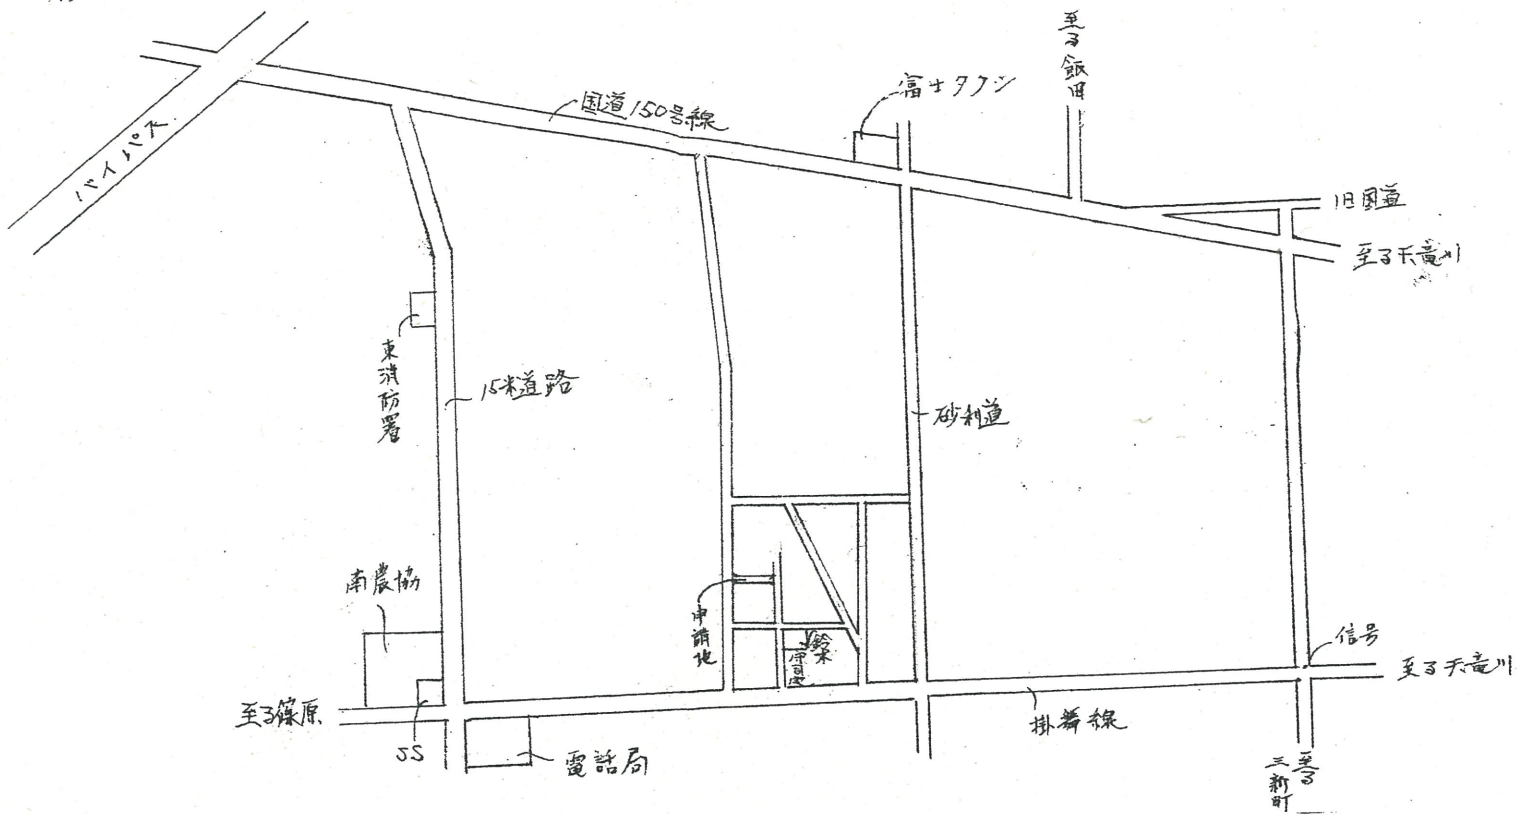 至る飯田
富士タクシ
国道150号線
バイパス
旧国道
至る天竜川
東消防署
15米道路
砂利道
南農協
申請地
鈴木
信号
至る天竜川
至る篠原
掛舞線
SS
電話局
至る
三新町